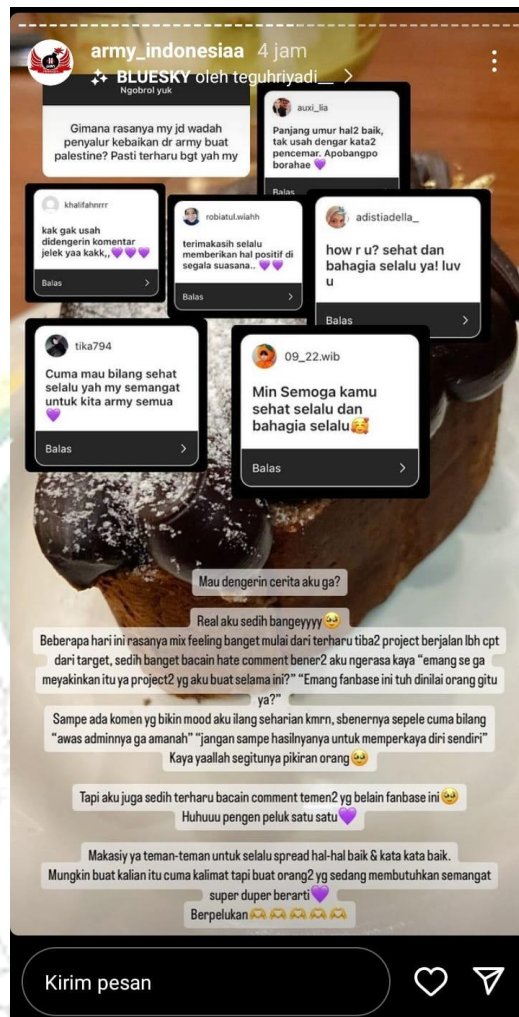 army_indonesiaa 4 jam
BLUESKY oleh teguhriyadi__ >
Ngobrol yuk
Gimana rasanya my jd wadah
penyalur kebaikan dr army buat
palestine? Pasti terharu bgt yah my
auxi_lia
Panjang umur hal2 baik,
tak usah dengar kata2
pencemar. Apobangpo
borahae 💜
Balas
khalifahnrrr
kak gak usah
didengerin komentar
jelek yaa kakk,,💜💜💜
Balas
robiatul.wiahh
terimakasih selalu
memberikan hal positif di
segala suasana.. 💜💜
Balas
adistiadella_
how r u? sehat dan
bahagia selalu ya! luv
u
Balas
tika794
Cuma mau bilang sehat
selalu yah my semangat
untuk kita army semua
💜
Balas
09_22.wib
Min Semoga kamu
sehat selalu dan
bahagia selalu🥰
Balas
Mau dengerin cerita aku ga?
Real aku sedih bangeyyyy🥹
Beberapa hari ini rasanya mix feeling banget mulai dari terharu tiba2 project berjalan lbh cpt
dari target, sedih banget bacain hate comment bener2 aku ngerasa kaya “emang se ga
meyakinkan itu ya project2 yg aku buat selama ini?” “Emang fanbase ini tuh dinilai orang gitu
ya?”
Sampe ada komen yg bikin mood aku ilang seharian kmrn, sbenernya sepele cuma bilang
“awas adminnya ga amanah” “jangan sampe hasilnyanya untuk memperkaya diri sendiri”
Kaya yaallah segitunya pikiran orang🥹
Tapi aku juga sedih terharu bacain comment temen2 yg belain fanbase ini🥹
Huhuuu pengen peluk satu satu💜
Makasiy ya teman-teman untuk selalu spread hal-hal baik & kata kata baik.
Mungkin buat kalian itu cuma kalimat tapi buat orang2 yg sedang membutuhkan semangat
super duper berarti💜
Berpelukan🫶🫶🫶🫶🫶
Kirim pesan